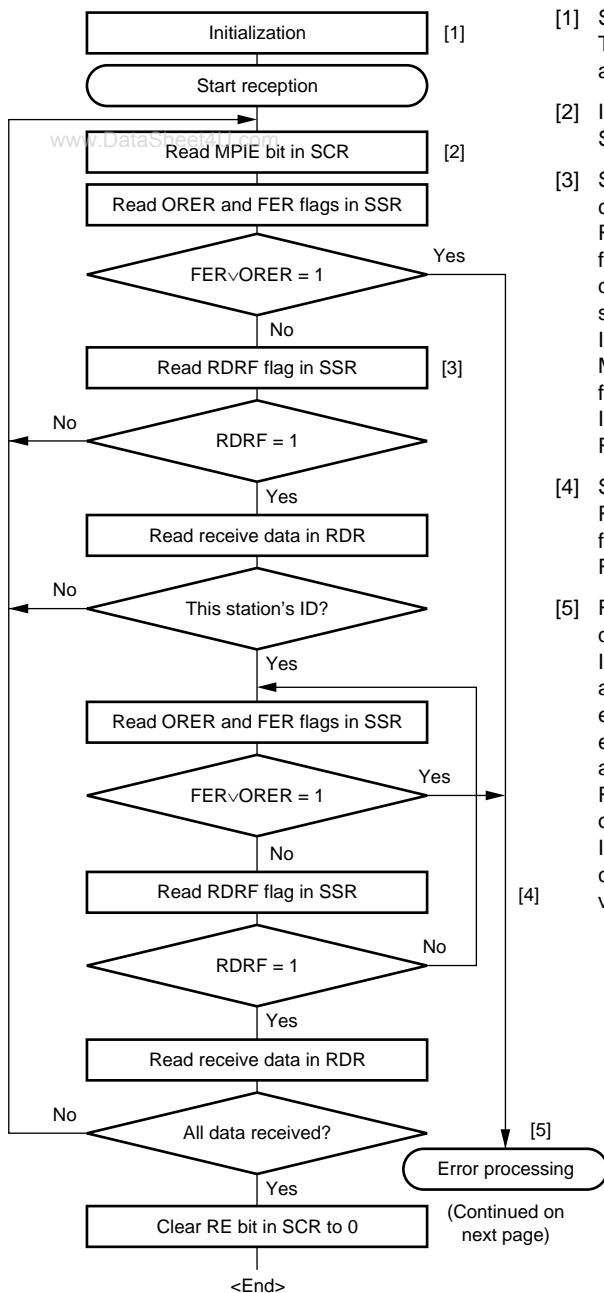 Initialization [1]
Start reception
www.DataSheet4U.com
Read MPIE bit in SCR [2]
Read ORER and FER flags in SSR
FER∨ORER = 1
Yes
No
Read RDRF flag in SSR [3]
RDRF = 1
No
Yes
Read receive data in RDR
This station's ID?
No
Yes
Read ORER and FER flags in SSR
FER∨ORER = 1
Yes
No
Read RDRF flag in SSR
[4]
RDRF = 1
No
Yes
Read receive data in RDR
All data received?
No
Yes
[5]
Error processing
(Continued on
next page)
Clear RE bit in SCR to 0
<End>
[1] S
T
a
[2] I
S
[3] S
c
F
f
c
s
I
M
f
I
F
[4] S
F
f
F
[5] F
c
I
a
e
e
a
F
c
I
c
v